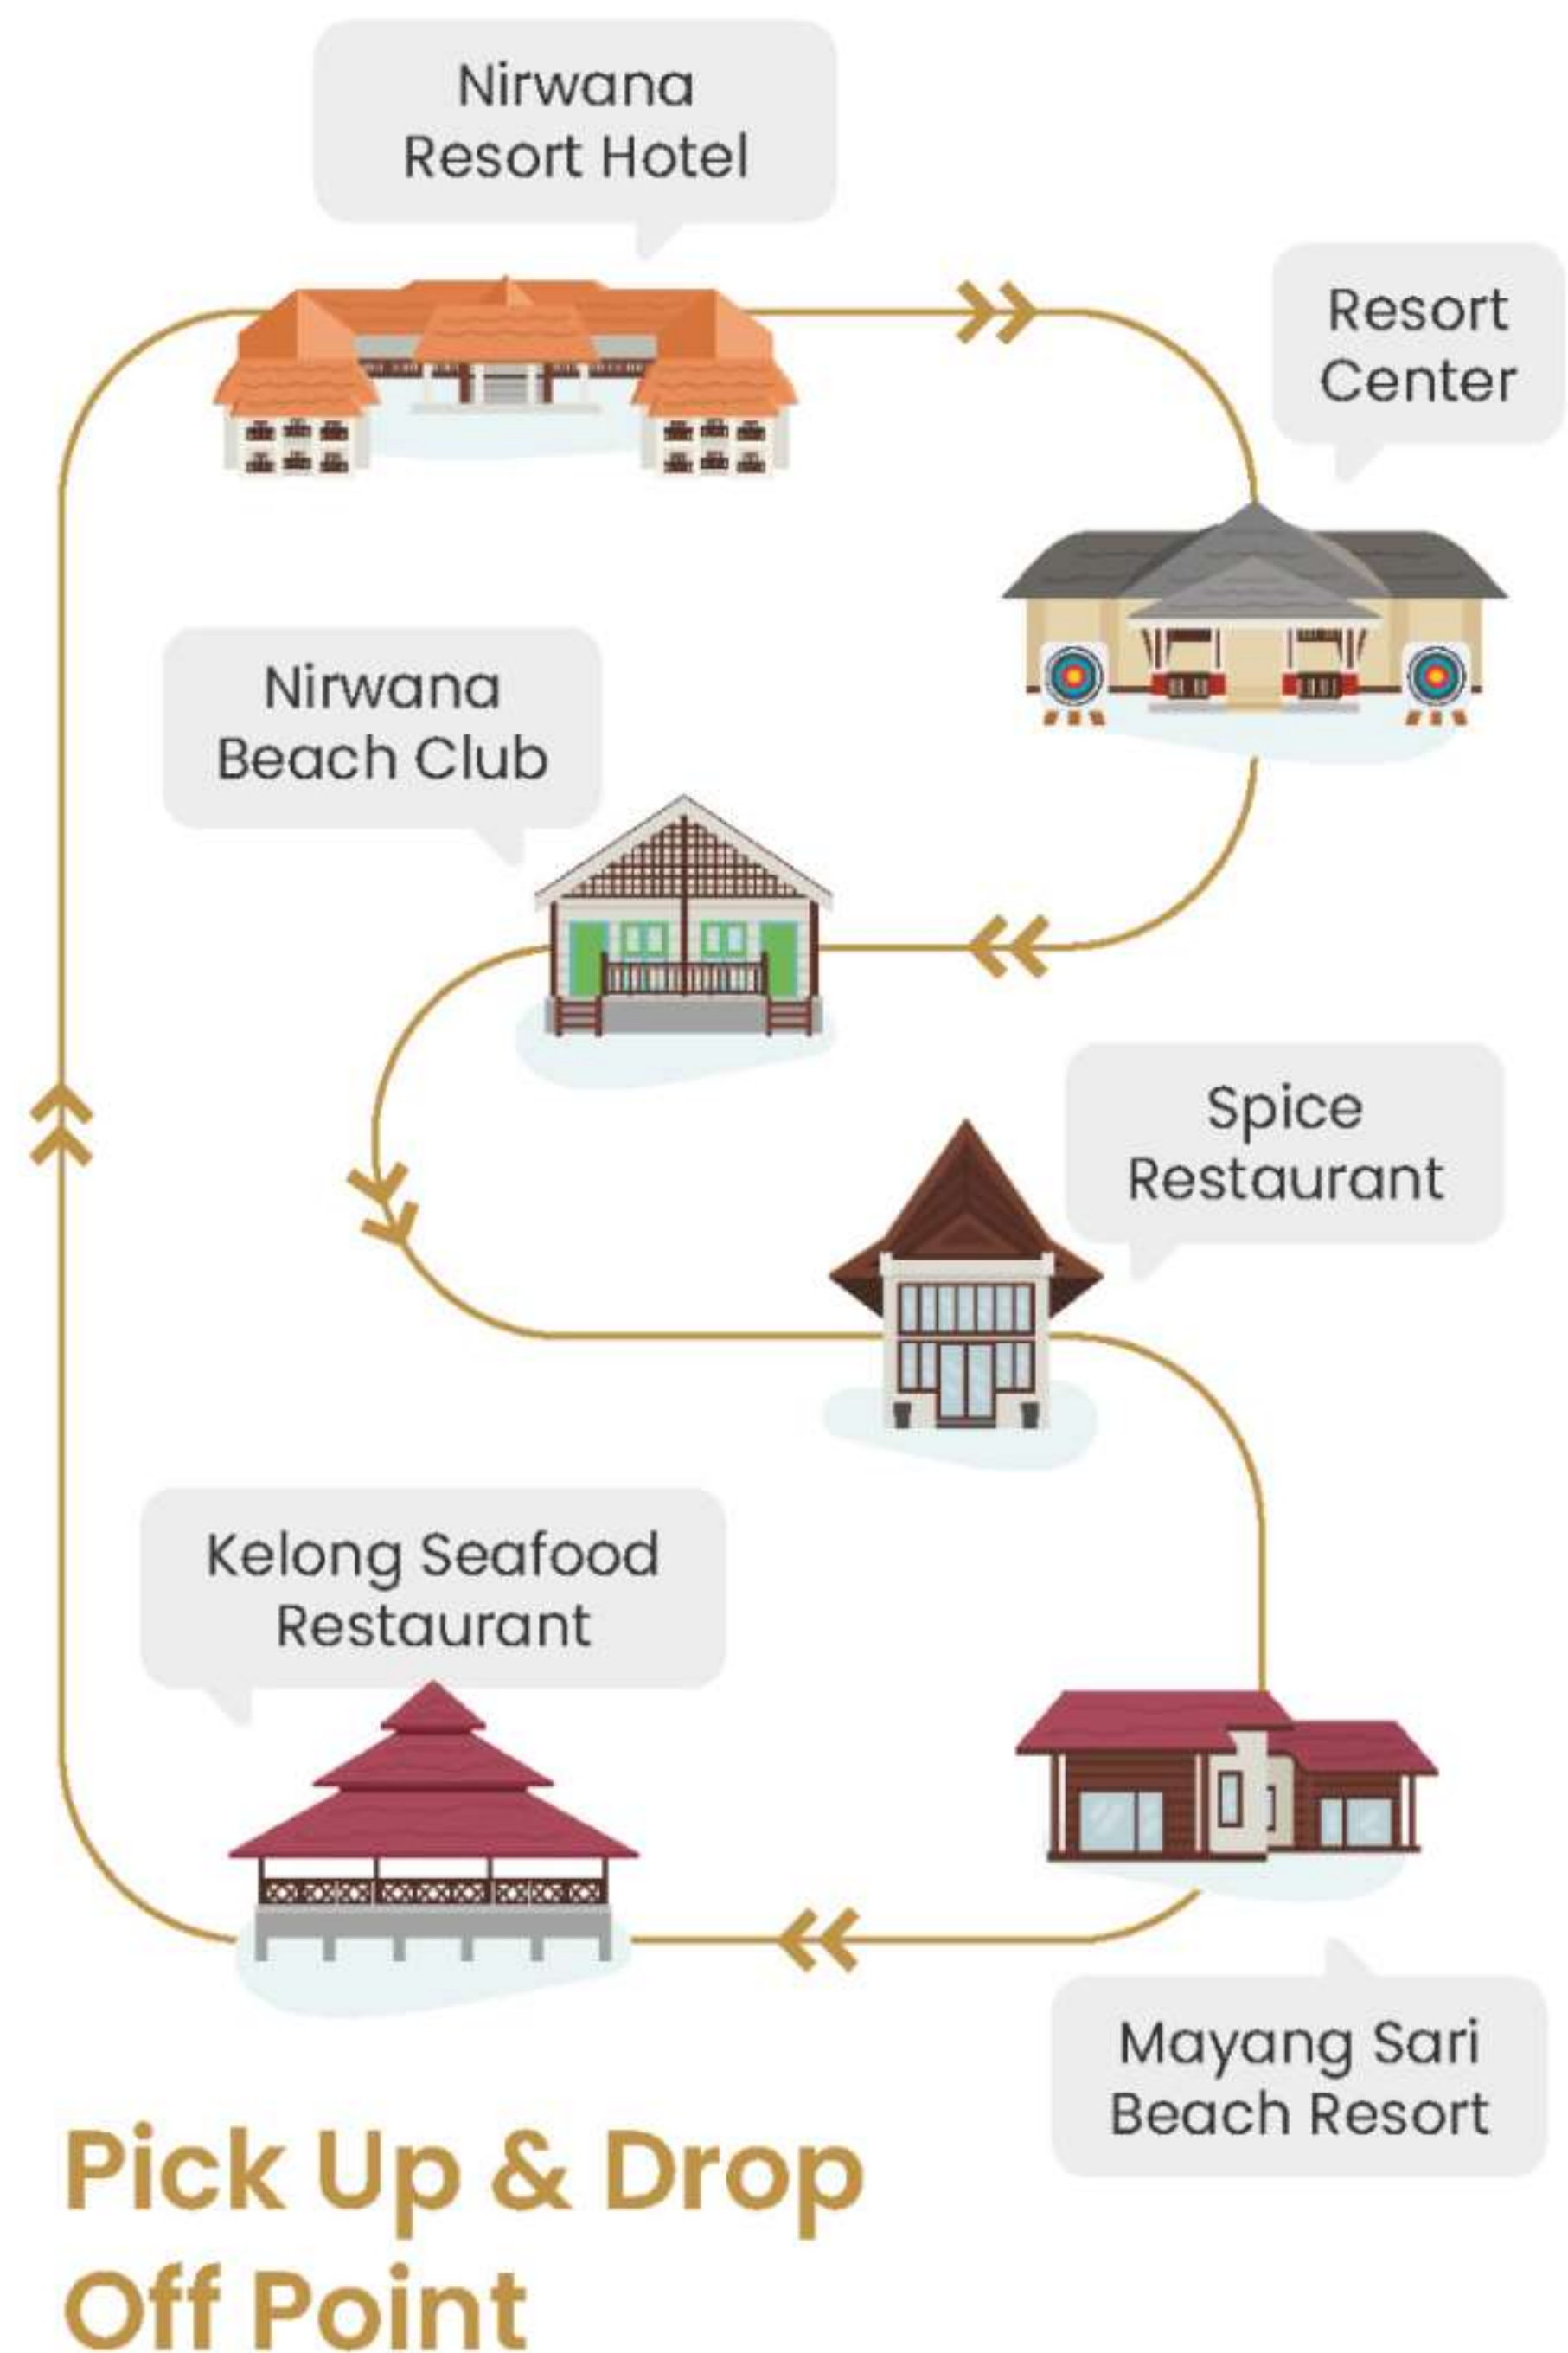 Nirwana
Resort Hotel
Resort
Center
Nirwana
Beach Club
Spice
Restaurant
Kelong Seafood
Restaurant
Mayang Sari
Beach Resort
Pick Up & Drop
Off Point